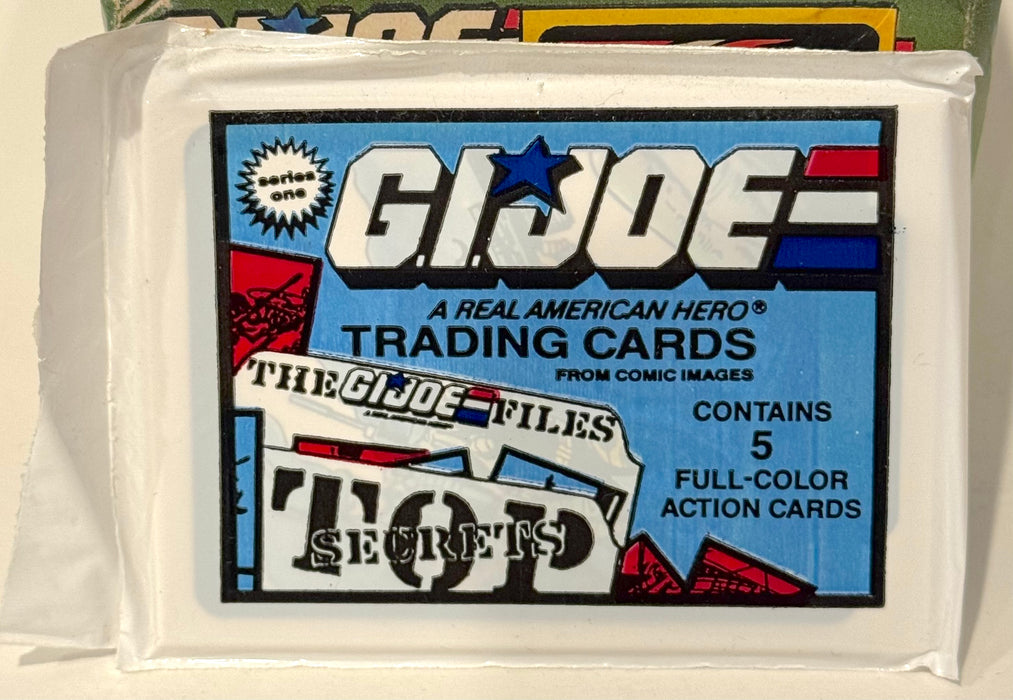 G.I. JOE
series
one
G.I. JOE
A REAL AMERICAN HERO®
TRADING CARDS
FROM COMIC IMAGES
THE G.I. JOE FILES
CONTAINS
5
FULL-COLOR
ACTION CARDS
TOP
SECRETS